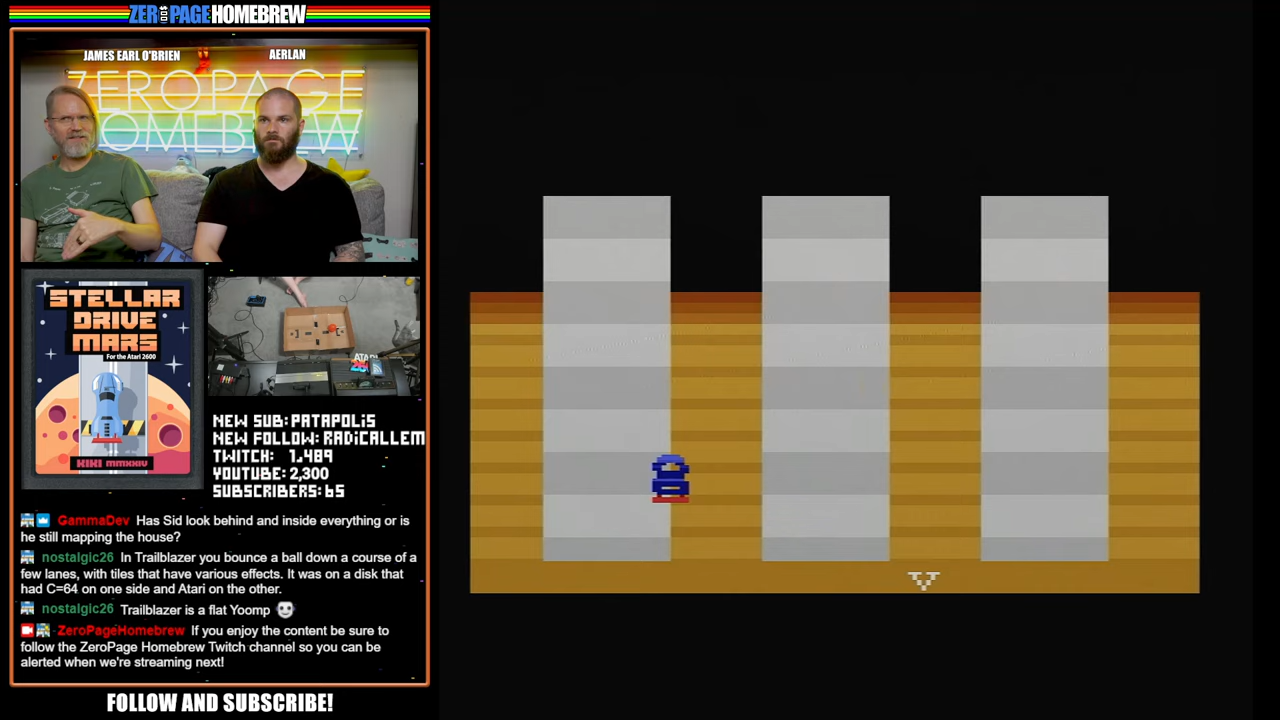 ZEROPAGE HOMEBREW
JAMES EARL O'BRIEN
AERLAN
ZEROPAGE
HOMEBREW
STELLAR
DRIVE
MARS
For the Atari 2600
KIKI MMXXIV
NEW SUB: PATAPOLIS
NEW FOLLOW: RADICALLEM
TWITCH: 1,489
YOUTUBE: 2,300
SUBSCRIBERS: 65
GammaDev Has Sid look behind and inside everything or is
he still mapping the house?
nostalgic26 In Trailblazer you bounce a ball down a course of a
few lanes, with tiles that have various effects. It was on a disk that
had C=64 on one side and Atari on the other.
nostalgic26 Trailblazer is a flat Yoomp
ZeroPageHomebrew If you enjoy the content be sure to
follow the ZeroPage Homebrew Twitch channel so you can be
alerted when we're streaming next!
FOLLOW AND SUBSCRIBE!